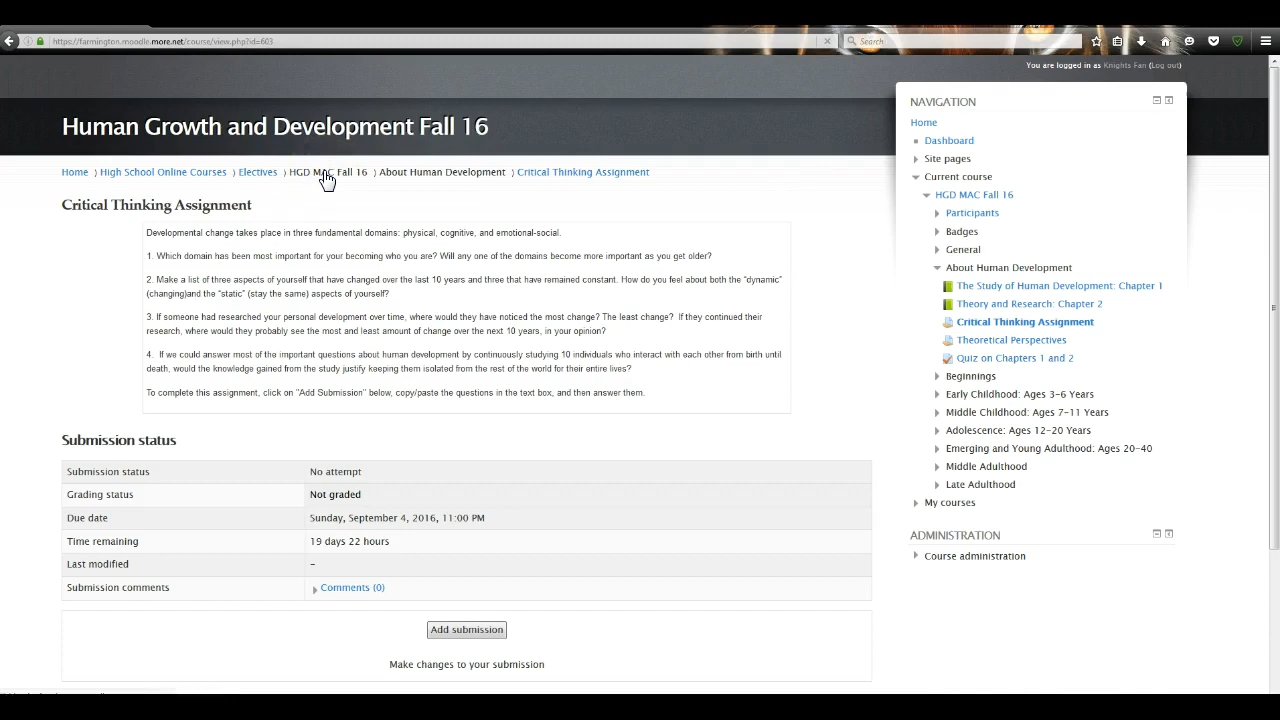 https://farmington.moodle.more.net/course/view.php?id=603
Search
You are logged in as Knights Fan (Log out)
Human Growth and Development Fall 16
Home ⟩ High School Online Courses ⟩ Electives ⟩ HGD MAC Fall 16 ⟩ About Human Development ⟩ Critical Thinking Assignment
Critical Thinking Assignment
Developmental change takes place in three fundamental domains: physical, cognitive, and emotional-social.
1. Which domain has been most important for your becoming who you are? Will any one of the domains become more important as you get older?
2. Make a list of three aspects of yourself that have changed over the last 10 years and three that have remained constant. How do you feel about both the "dynamic"
(changing)and the "static" (stay the same) aspects of yourself?
3. If someone had researched your personal development over time, where would they have noticed the most change? The least change? If they continued their
research, where would they probably see the most and least amount of change over the next 10 years, in your opinion?
4. If we could answer most of the important questions about human development by continuously studying 10 individuals who interact with each other from birth until
death, would the knowledge gained from the study justify keeping them isolated from the rest of the world for their entire lives?
To complete this assignment, click on "Add Submission" below, copy/paste the questions in the text box, and then answer them.
Submission status
Submission status No attempt
Grading status Not graded
Due date Sunday, September 4, 2016, 11:00 PM
Time remaining 19 days 22 hours
Last modified -
Submission comments Comments (0)
Add submission
Make changes to your submission
NAVIGATION
Home
Dashboard
Site pages
Current course
HGD MAC Fall 16
Participants
Badges
General
About Human Development
The Study of Human Development: Chapter 1
Theory and Research: Chapter 2
Critical Thinking Assignment
Theoretical Perspectives
Quiz on Chapters 1 and 2
Beginnings
Early Childhood: Ages 3-6 Years
Middle Childhood: Ages 7-11 Years
Adolescence: Ages 12-20 Years
Emerging and Young Adulthood: Ages 20-40
Middle Adulthood
Late Adulthood
My courses
ADMINISTRATION
Course administration